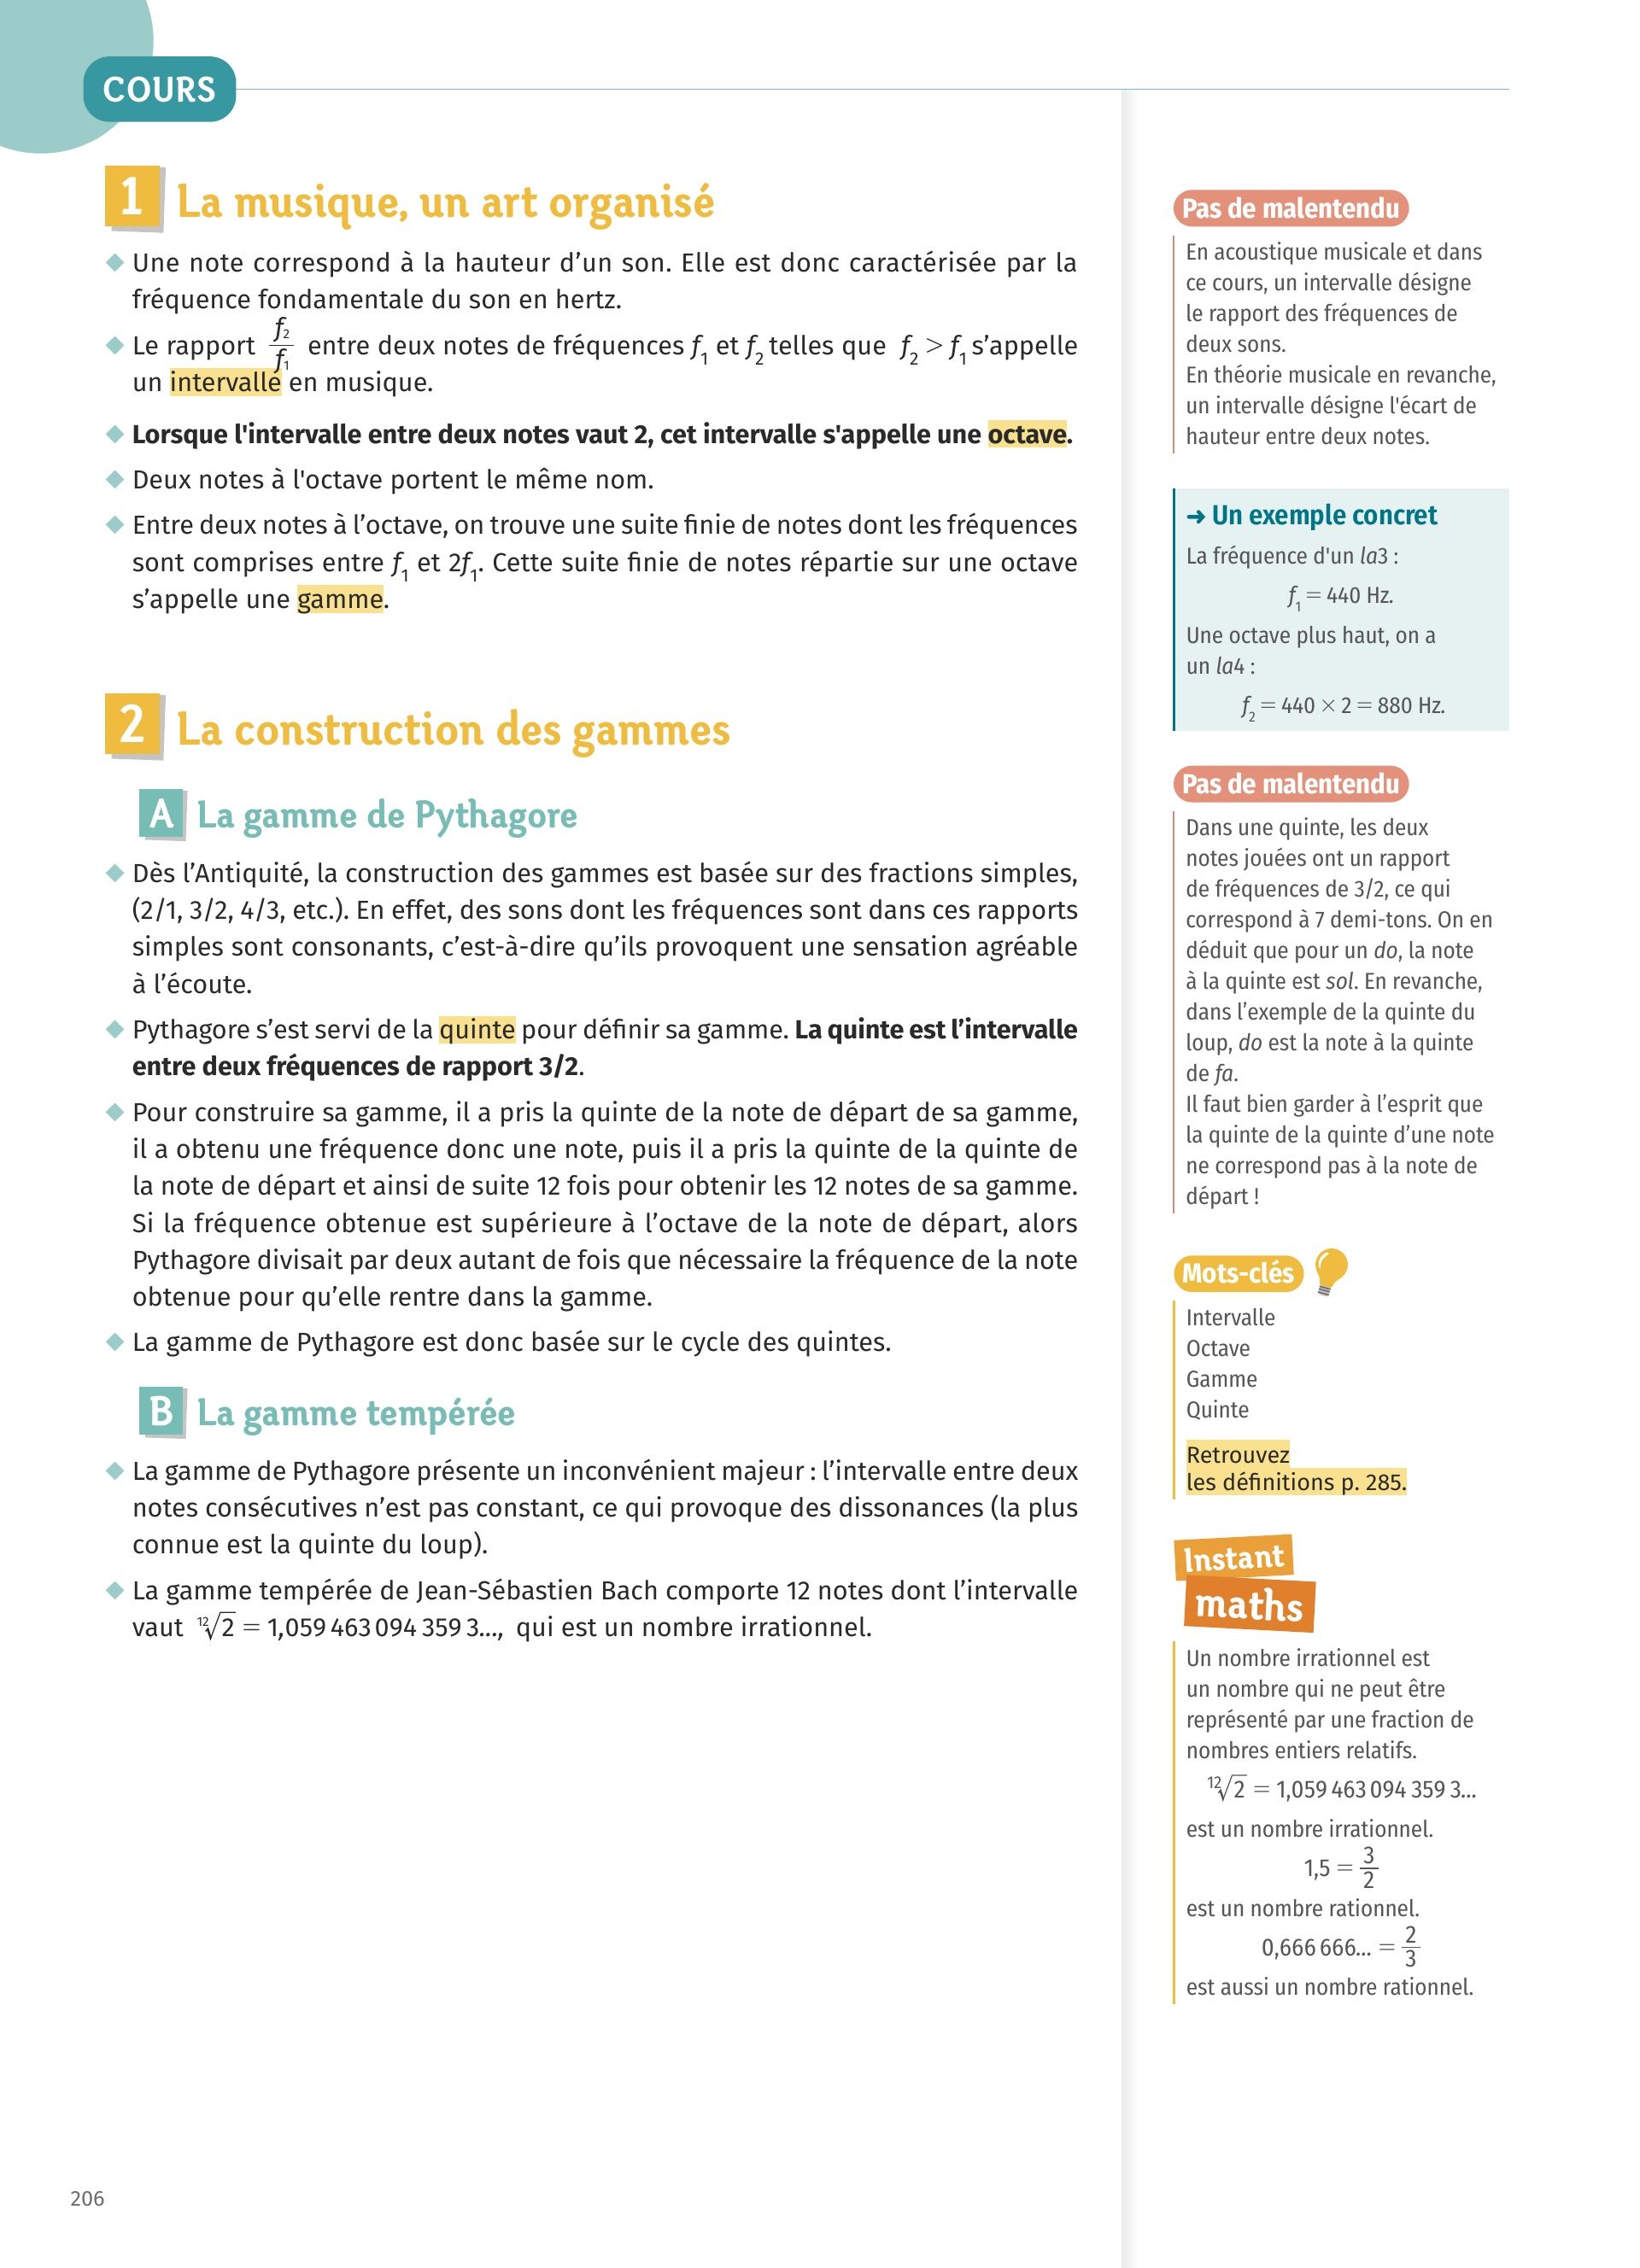 COURS
1 La musique, un art organisé
◆ Une note correspond à la hauteur d’un son. Elle est donc caractérisée par la
fréquence fondamentale du son en hertz.
◆ Le rapport f₂/f₁ entre deux notes de fréquences f₁ et f₂ telles que f₂ > f₁ s’appelle
un intervalle en musique.
◆ Lorsque l'intervalle entre deux notes vaut 2, cet intervalle s'appelle une octave.
◆ Deux notes à l'octave portent le même nom.
◆ Entre deux notes à l’octave, on trouve une suite finie de notes dont les fréquences
sont comprises entre f₁ et 2f₁. Cette suite finie de notes répartie sur une octave
s’appelle une gamme.
2 La construction des gammes
A La gamme de Pythagore
◆ Dès l’Antiquité, la construction des gammes est basée sur des fractions simples,
(2/1, 3/2, 4/3, etc.). En effet, des sons dont les fréquences sont dans ces rapports
simples sont consonants, c’est-à-dire qu’ils provoquent une sensation agréable
à l’écoute.
◆ Pythagore s’est servi de la quinte pour définir sa gamme. La quinte est l’intervalle
entre deux fréquences de rapport 3/2.
◆ Pour construire sa gamme, il a pris la quinte de la note de départ de sa gamme,
il a obtenu une fréquence donc une note, puis il a pris la quinte de la quinte de
la note de départ et ainsi de suite 12 fois pour obtenir les 12 notes de sa gamme.
Si la fréquence obtenue est supérieure à l’octave de la note de départ, alors
Pythagore divisait par deux autant de fois que nécessaire la fréquence de la note
obtenue pour qu’elle rentre dans la gamme.
◆ La gamme de Pythagore est donc basée sur le cycle des quintes.
B La gamme tempérée
◆ La gamme de Pythagore présente un inconvénient majeur : l’intervalle entre deux
notes consécutives n’est pas constant, ce qui provoque des dissonances (la plus
connue est la quinte du loup).
◆ La gamme tempérée de Jean-Sébastien Bach comporte 12 notes dont l’intervalle
vaut ¹²√2 = 1,059 463 094 359 3..., qui est un nombre irrationnel.
Pas de malentendu
En acoustique musicale et dans
ce cours, un intervalle désigne
le rapport des fréquences de
deux sons.
En théorie musicale en revanche,
un intervalle désigne l'écart de
hauteur entre deux notes.
➜ Un exemple concret
La fréquence d'un la3 :
f₁ = 440 Hz.
Une octave plus haut, on a
un la4 :
f₂ = 440 × 2 = 880 Hz.
Pas de malentendu
Dans une quinte, les deux
notes jouées ont un rapport
de fréquences de 3/2, ce qui
correspond à 7 demi-tons. On en
déduit que pour un do, la note
à la quinte est sol. En revanche,
dans l’exemple de la quinte du
loup, do est la note à la quinte
de fa.
Il faut bien garder à l’esprit que
la quinte de la quinte d’une note
ne correspond pas à la note de
départ !
Mots-clés
Intervalle
Octave
Gamme
Quinte
Retrouvez
les définitions p. 285.
Instant
maths
Un nombre irrationnel est
un nombre qui ne peut être
représenté par une fraction de
nombres entiers relatifs.
¹²√2 = 1,059 463 094 359 3...
est un nombre irrationnel.
1,5 = 3/2
est un nombre rationnel.
0,666 666... = 2/3
est aussi un nombre rationnel.
206